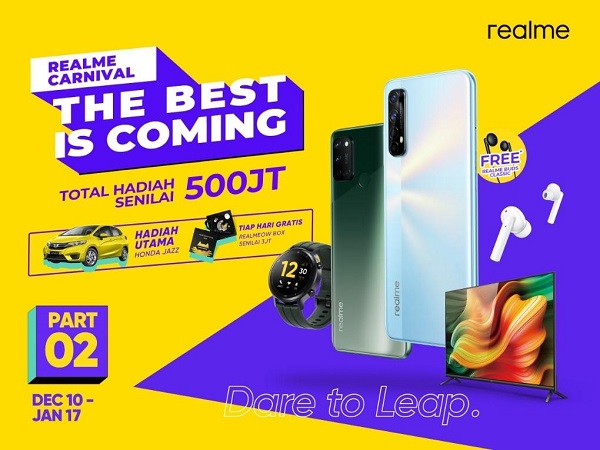 realme
REALME
CARNIVAL
THE BEST
IS COMING
TOTAL HADIAH
SENILAI
500JT
HADIAH
UTAMA
HONDA JAZZ
TIAP HARI GRATIS
REALMEOW BOX
SENILAI 3JT
FREE*
REALME BUDS
CLASSIC
12
30
realme
realme
PART
02
DEC 10 -
JAN 17
Dare to Leap.